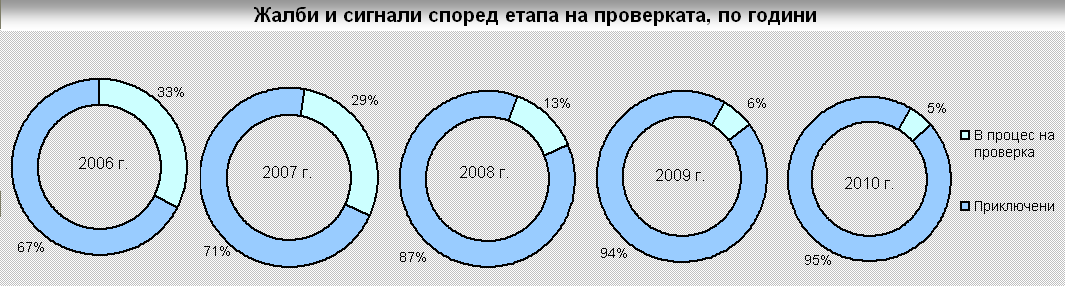 Жалби и сигнали според етапа на проверката, по години
33%
2006 г.
67%
29%
2007 г.
71%
13%
2008 г.
87%
6%
2009 г.
94%
5%
2010 г.
95%
В процес на
проверка
Приключени